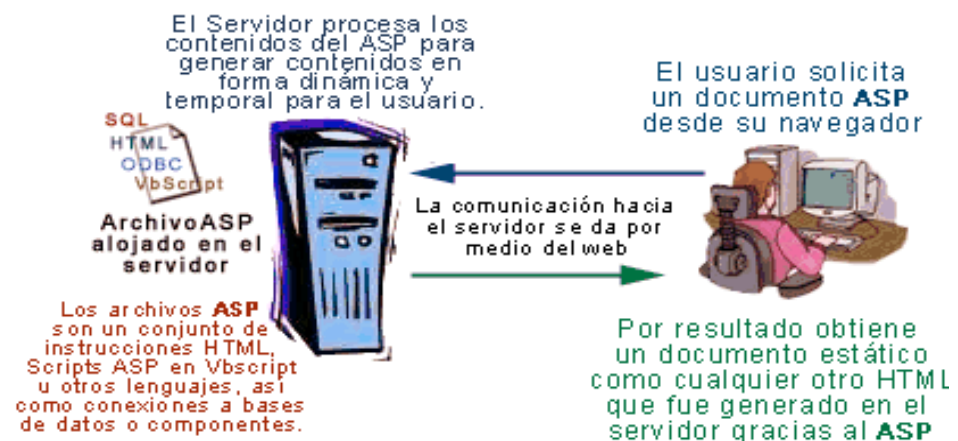 El Servidor procesa los
contenidos del ASP para
generar contenidos en
forma dinámica y
temporal para el usuario.
El usuario solicita
un documento ASP
desde su navegador
SQL
HTML
ODBC
VbScript
ArchivoASP
alojado en el
servidor
La comunicación hacia
el servidor se da por
medio del web
Los archivos ASP
son un conjunto de
instrucciones HTML,
Scripts ASP en Vbscript
u otros lenguajes, así
como conexiones a bases
de datos o componentes.
Por resultado obtiene
un documento estático
como cualquier otro HTML
que fue generado en el
servidor gracias al ASP